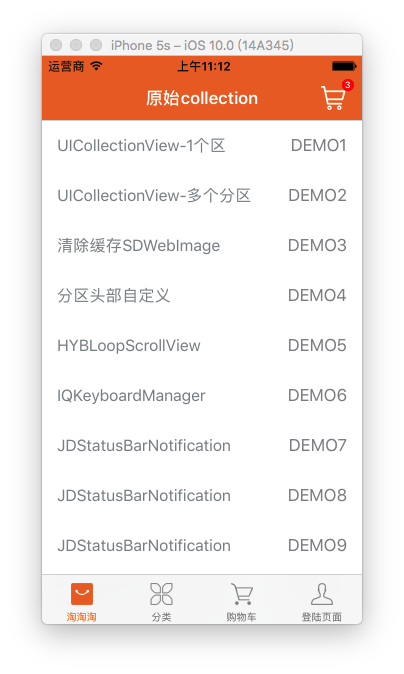 iPhone 5s – iOS 10.0 (14A345)
运营商 上午11:12
原始collection 3
UICollectionView-1个区 DEMO1
UICollectionView-多个分区 DEMO2
清除缓存SDWebImage DEMO3
分区头部自定义 DEMO4
HYBLoopScrollView DEMO5
IQKeyboardManager DEMO6
JDStatusBarNotification DEMO7
JDStatusBarNotification DEMO8
JDStatusBarNotification DEMO9
淘淘淘 分类 购物车 登陆页面